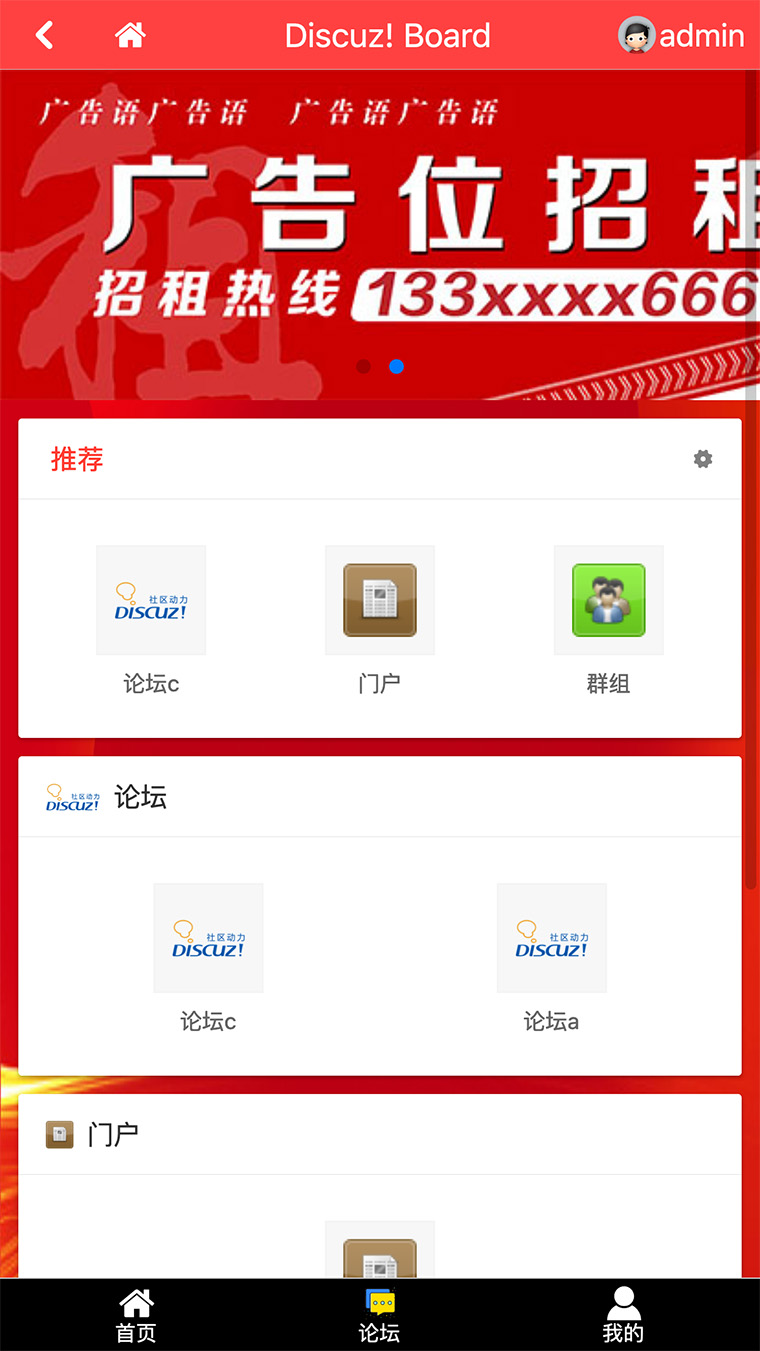 Discuz! Board
admin
广告语广告语 广告语广告语
广告位招租
招租热线 133xxxx666
推荐
社区动力
DISCUZ!
论坛c
门户
群组
社区动力
DISCUZ!
论坛
社区动力
DISCUZ!
社区动力
DISCUZ!
论坛c
论坛a
门户
首页
论坛
我的